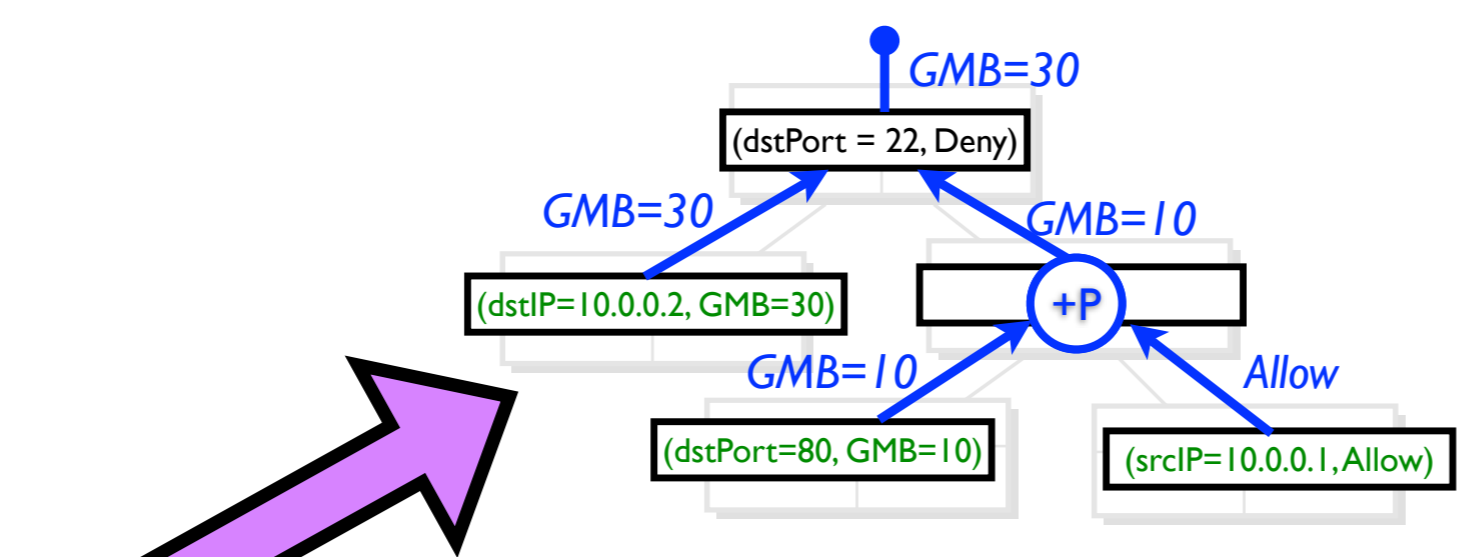 GMB=30
(dstPort = 22, Deny)
GMB=30
GMB=10
(dstIP=10.0.0.2, GMB=30)
+P
GMB=10
Allow
(dstPort=80, GMB=10)
(srcIP=10.0.0.1, Allow)